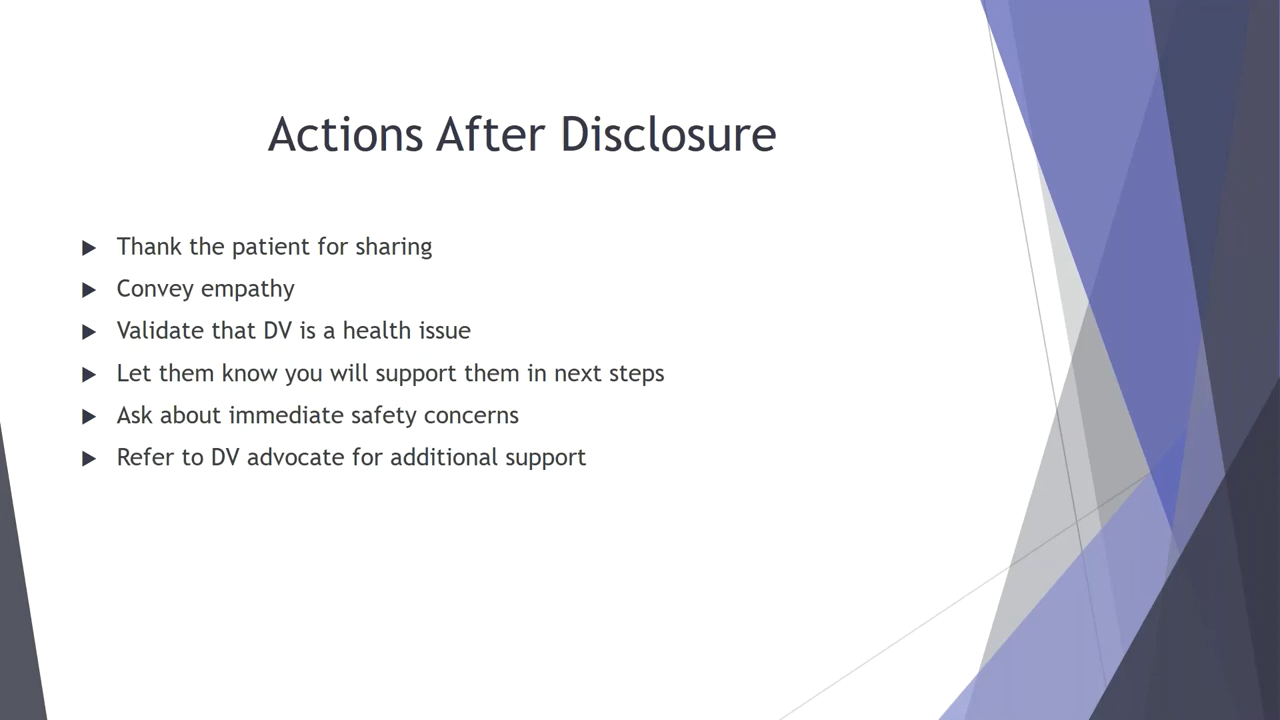 Actions After Disclosure
Thank the patient for sharing
Convey empathy
Validate that DV is a health issue
Let them know you will support them in next steps
Ask about immediate safety concerns
Refer to DV advocate for additional support